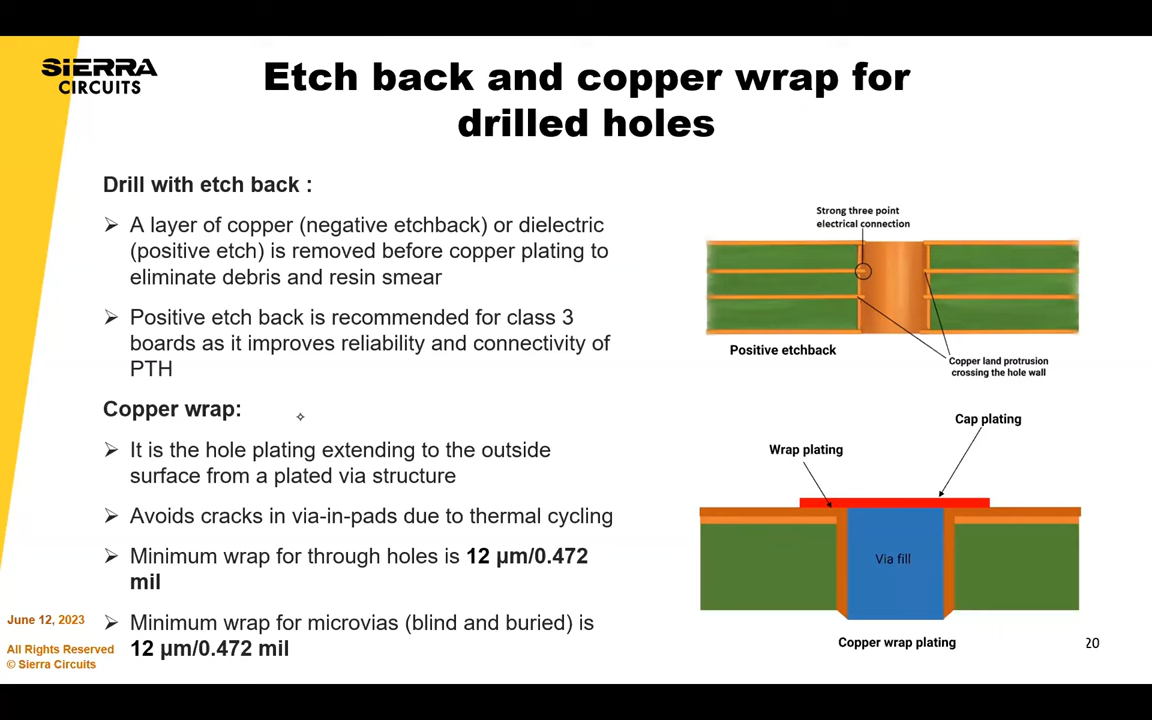 SIERRA
CIRCUITS
Etch back and copper wrap for
drilled holes
Drill with etch back :
➢ A layer of copper (negative etchback) or dielectric
(positive etch) is removed before copper plating to
eliminate debris and resin smear
➢ Positive etch back is recommended for class 3
boards as it improves reliability and connectivity of
PTH
Copper wrap:
➢ It is the hole plating extending to the outside
surface from a plated via structure
➢ Avoids cracks in via-in-pads due to thermal cycling
➢ Minimum wrap for through holes is 12 µm/0.472
mil
➢ Minimum wrap for microvias (blind and buried) is
12 µm/0.472 mil
Strong three point
electrical connection
Positive etchback
Copper land protrusion
crossing the hole wall
Cap plating
Wrap plating
Via fill
Copper wrap plating
June 12, 2023
All Rights Reserved
© Sierra Circuits
20